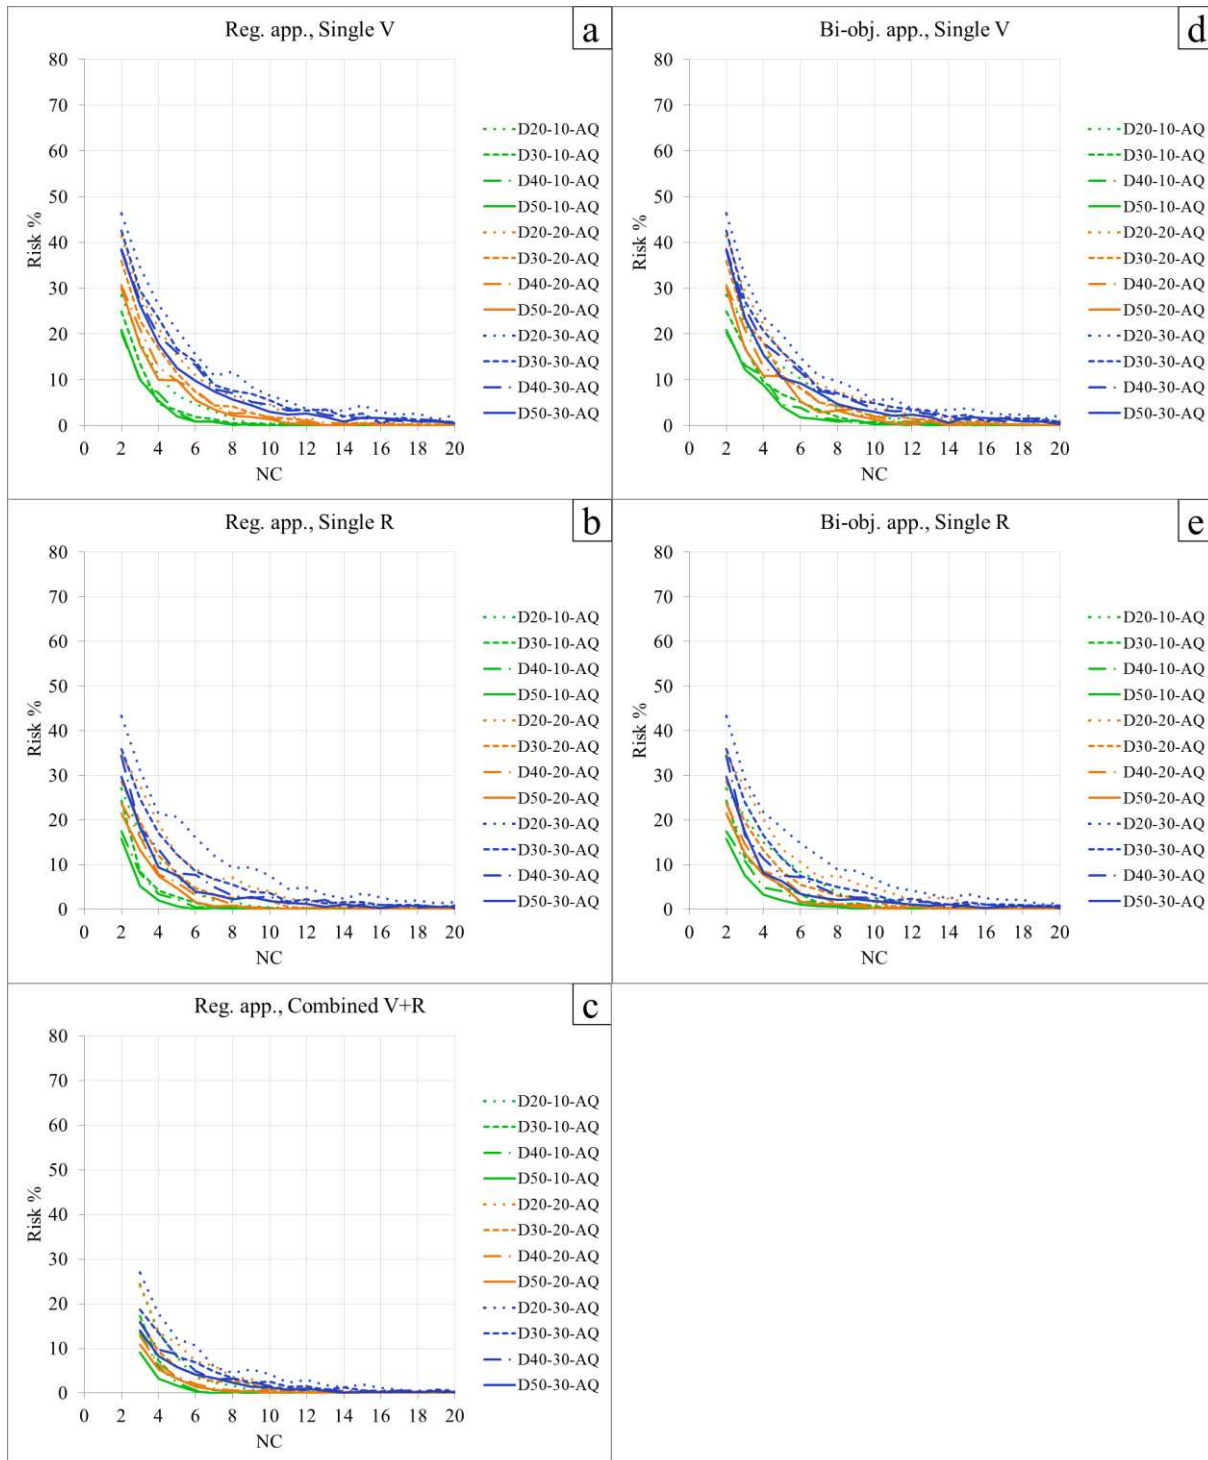 Reg. app., Single V
a
80
70
60
50
40
30
20
10
0
Risk %
0 2 4 6 8 10 12 14 16 18 20
NC
D20-10-AQ
D30-10-AQ
D40-10-AQ
D50-10-AQ
D20-20-AQ
D30-20-AQ
D40-20-AQ
D50-20-AQ
D20-30-AQ
D30-30-AQ
D40-30-AQ
D50-30-AQ
Bi-obj. app., Single V
d
80
70
60
50
40
30
20
10
0
Risk %
0 2 4 6 8 10 12 14 16 18 20
NC
D20-10-AQ
D30-10-AQ
D40-10-AQ
D50-10-AQ
D20-20-AQ
D30-20-AQ
D40-20-AQ
D50-20-AQ
D20-30-AQ
D30-30-AQ
D40-30-AQ
D50-30-AQ
Reg. app., Single R
b
80
70
60
50
40
30
20
10
0
Risk %
0 2 4 6 8 10 12 14 16 18 20
NC
D20-10-AQ
D30-10-AQ
D40-10-AQ
D50-10-AQ
D20-20-AQ
D30-20-AQ
D40-20-AQ
D50-20-AQ
D20-30-AQ
D30-30-AQ
D40-30-AQ
D50-30-AQ
Bi-obj. app., Single R
e
80
70
60
50
40
30
20
10
0
Risk %
0 2 4 6 8 10 12 14 16 18 20
NC
D20-10-AQ
D30-10-AQ
D40-10-AQ
D50-10-AQ
D20-20-AQ
D30-20-AQ
D40-20-AQ
D50-20-AQ
D20-30-AQ
D30-30-AQ
D40-30-AQ
D50-30-AQ
Reg. app., Combined V+R
c
80
70
60
50
40
30
20
10
0
Risk %
0 2 4 6 8 10 12 14 16 18 20
NC
D20-10-AQ
D30-10-AQ
D40-10-AQ
D50-10-AQ
D20-20-AQ
D30-20-AQ
D40-20-AQ
D50-20-AQ
D20-30-AQ
D30-30-AQ
D40-30-AQ
D50-30-AQ